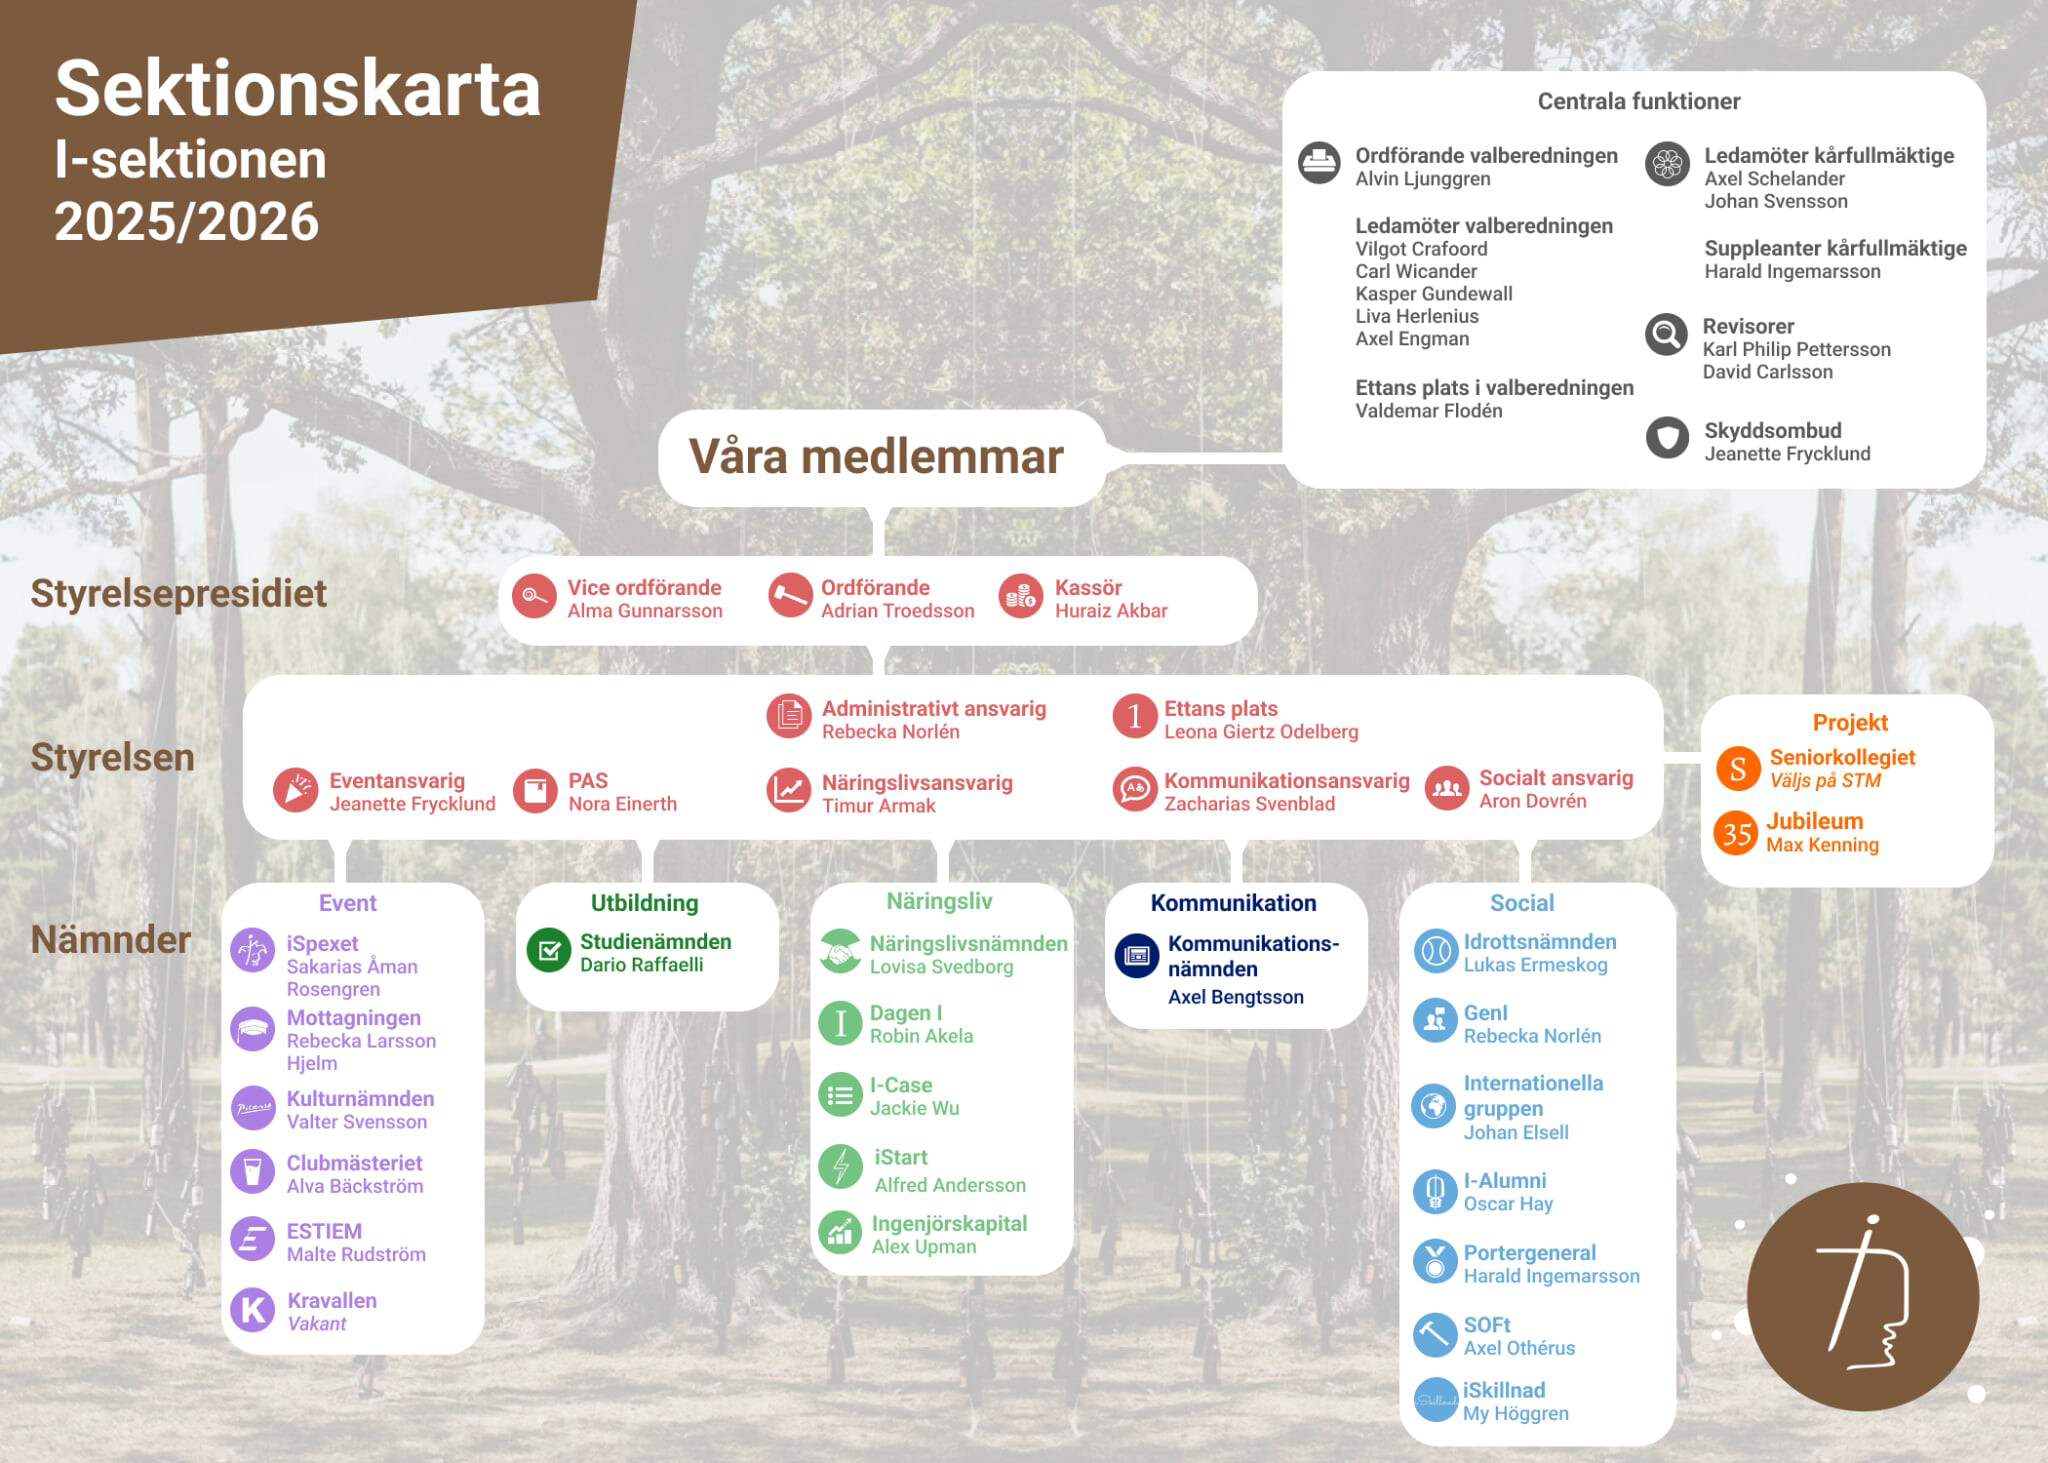 Sektionskarta
I-sektionen
2025/2026
Centrala funktioner
Ordförande valberedningen
Alvin Ljunggren
Ledamöter valberedningen
Vilgot Crafoord
Carl Wicander
Kasper Gundewall
Liva Herlenius
Axel Engman
Ettans plats i valberedningen
Valdemar Flodén
Ledamöter kårfullmäktige
Axel Schelander
Johan Svensson
Suppleanter kårfullmäktige
Harald Ingemarsson
Revisorer
Karl Philip Pettersson
David Carlsson
Skyddsombud
Jeanette Frycklund
Våra medlemmar
Styrelsepresidiet
Vice ordförande
Alma Gunnarsson
Ordförande
Adrian Troedsson
Kassör
Huraiz Akbar
Styrelsen
Administrativt ansvarig
Rebecka Norlén
1
Ettans plats
Leona Giertz Odelberg
Eventansvarig
Jeanette Frycklund
PAS
Nora Einerth
Näringslivsansvarig
Timur Armak
Kommunikationsansvarig
Zacharias Svenblad
Socialt ansvarig
Aron Dovrén
Projekt
S
Seniorkollegiet
Väljs på STM
35
Jubileum
Max Kenning
Nämnder
Event
iSpexet
Sakarias Åman
Rosengren
Mottagningen
Rebecka Larsson
Hjelm
Picasso
Kulturnämnden
Valter Svensson
Clubmästeriet
Alva Bäckström
ESTIEM
Malte Rudström
K
Kravallen
Vakant
Utbildning
Studienämnden
Dario Raffaelli
Näringsliv
Näringslivsnämnden
Lovisa Svedborg
I
Dagen I
Robin Akela
I-Case
Jackie Wu
iStart
Alfred Andersson
Ingenjörskapital
Alex Upman
Kommunikation
Kommunikations-
nämnden
Axel Bengtsson
Social
Idrottsnämnden
Lukas Ermeskog
GenI
Rebecka Norlén
Internationella
gruppen
Johan Elsell
I-Alumni
Oscar Hay
Portergeneral
Harald Ingemarsson
SOFt
Axel Othérus
iSkillnad
iSkillnad
My Höggren